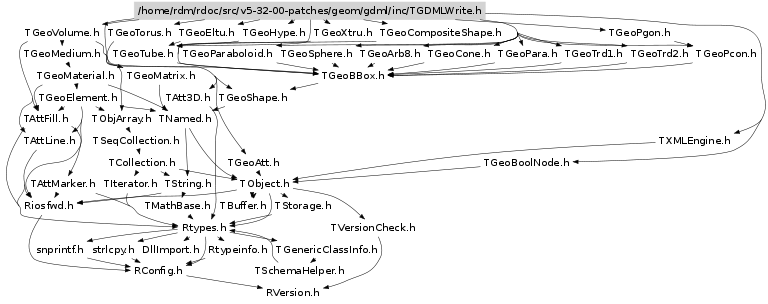 /home/rdm/rdoc/src/v5-32-00-patches/geom/gdml/inc/TGDMLWrite.h
TGeoVolume.h TGeoTorus.h TGeoEltu.h TGeoHype.h TGeoXtru.h TGeoCompositeShape.h TGeoPgon.h
TGeoMedium.h TGeoTube.h TGeoParaboloid.h TGeoSphere.h TGeoArb8.h TGeoCone.h TGeoPara.h TGeoTrd1.h TGeoTrd2.h TGeoPcon.h
TGeoMaterial.h TGeoMatrix.h TGeoBBox.h
TGeoElement.h TAtt3D.h TGeoShape.h
TAttFill.h TObjArray.h TNamed.h
TAttLine.h TSeqCollection.h TXMLEngine.h
TCollection.h TGeoAtt.h TGeoBoolNode.h
TAttMarker.h TIterator.h TString.h TObject.h
Riosfwd.h TMathBase.h TBuffer.h TStorage.h
Rtypes.h TVersionCheck.h
snprintf.h strlcpy.h DllImport.h Rtypeinfo.h TGenericClassInfo.h
RConfig.h TSchemaHelper.h
RVersion.h